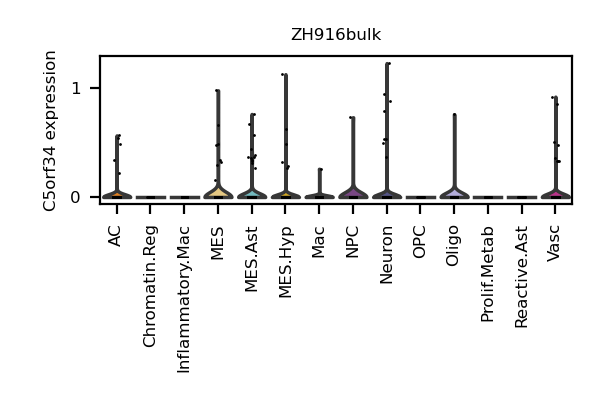 ZH916bulk
C5orf34 expression
1
0
AC
Chromatin.Reg
Inflammatory.Mac
MES
MES.Ast
MES.Hyp
Mac
NPC
Neuron
OPC
Oligo
Prolif.Metab
Reactive.Ast
Vasc